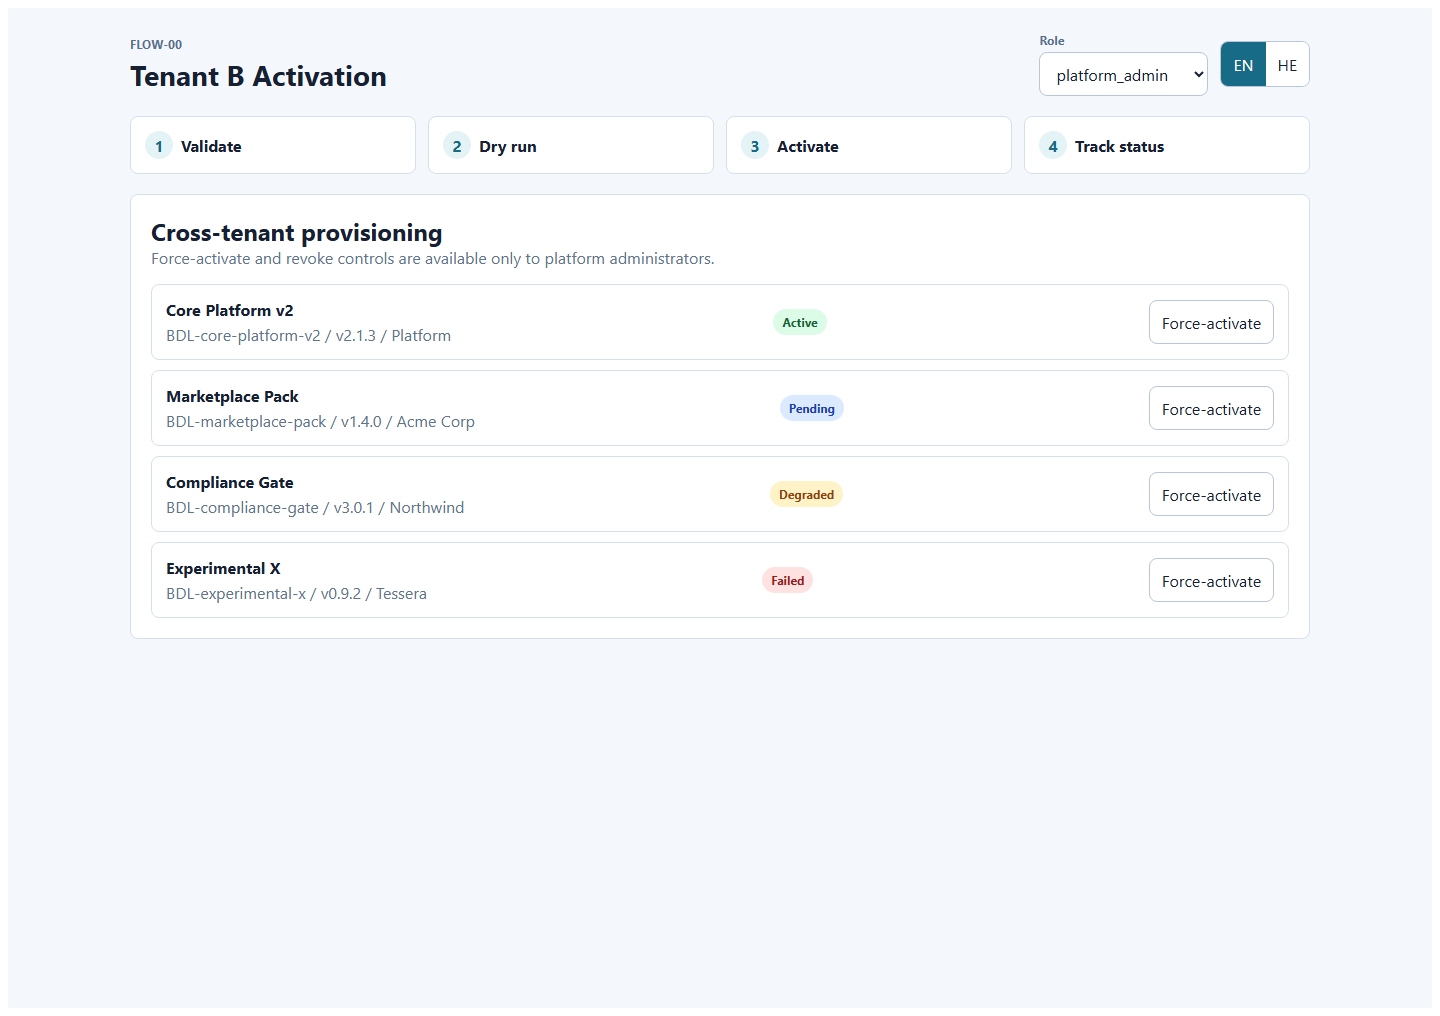 FLOW-00
Tenant B Activation
Role
platform_admin
EN HE
1 Validate
2 Dry run
3 Activate
4 Track status
Cross-tenant provisioning
Force-activate and revoke controls are available only to platform administrators.
Core Platform v2
BDL-core-platform-v2 / v2.1.3 / Platform
Active
Force-activate
Marketplace Pack
BDL-marketplace-pack / v1.4.0 / Acme Corp
Pending
Force-activate
Compliance Gate
BDL-compliance-gate / v3.0.1 / Northwind
Degraded
Force-activate
Experimental X
BDL-experimental-x / v0.9.2 / Tessera
Failed
Force-activate